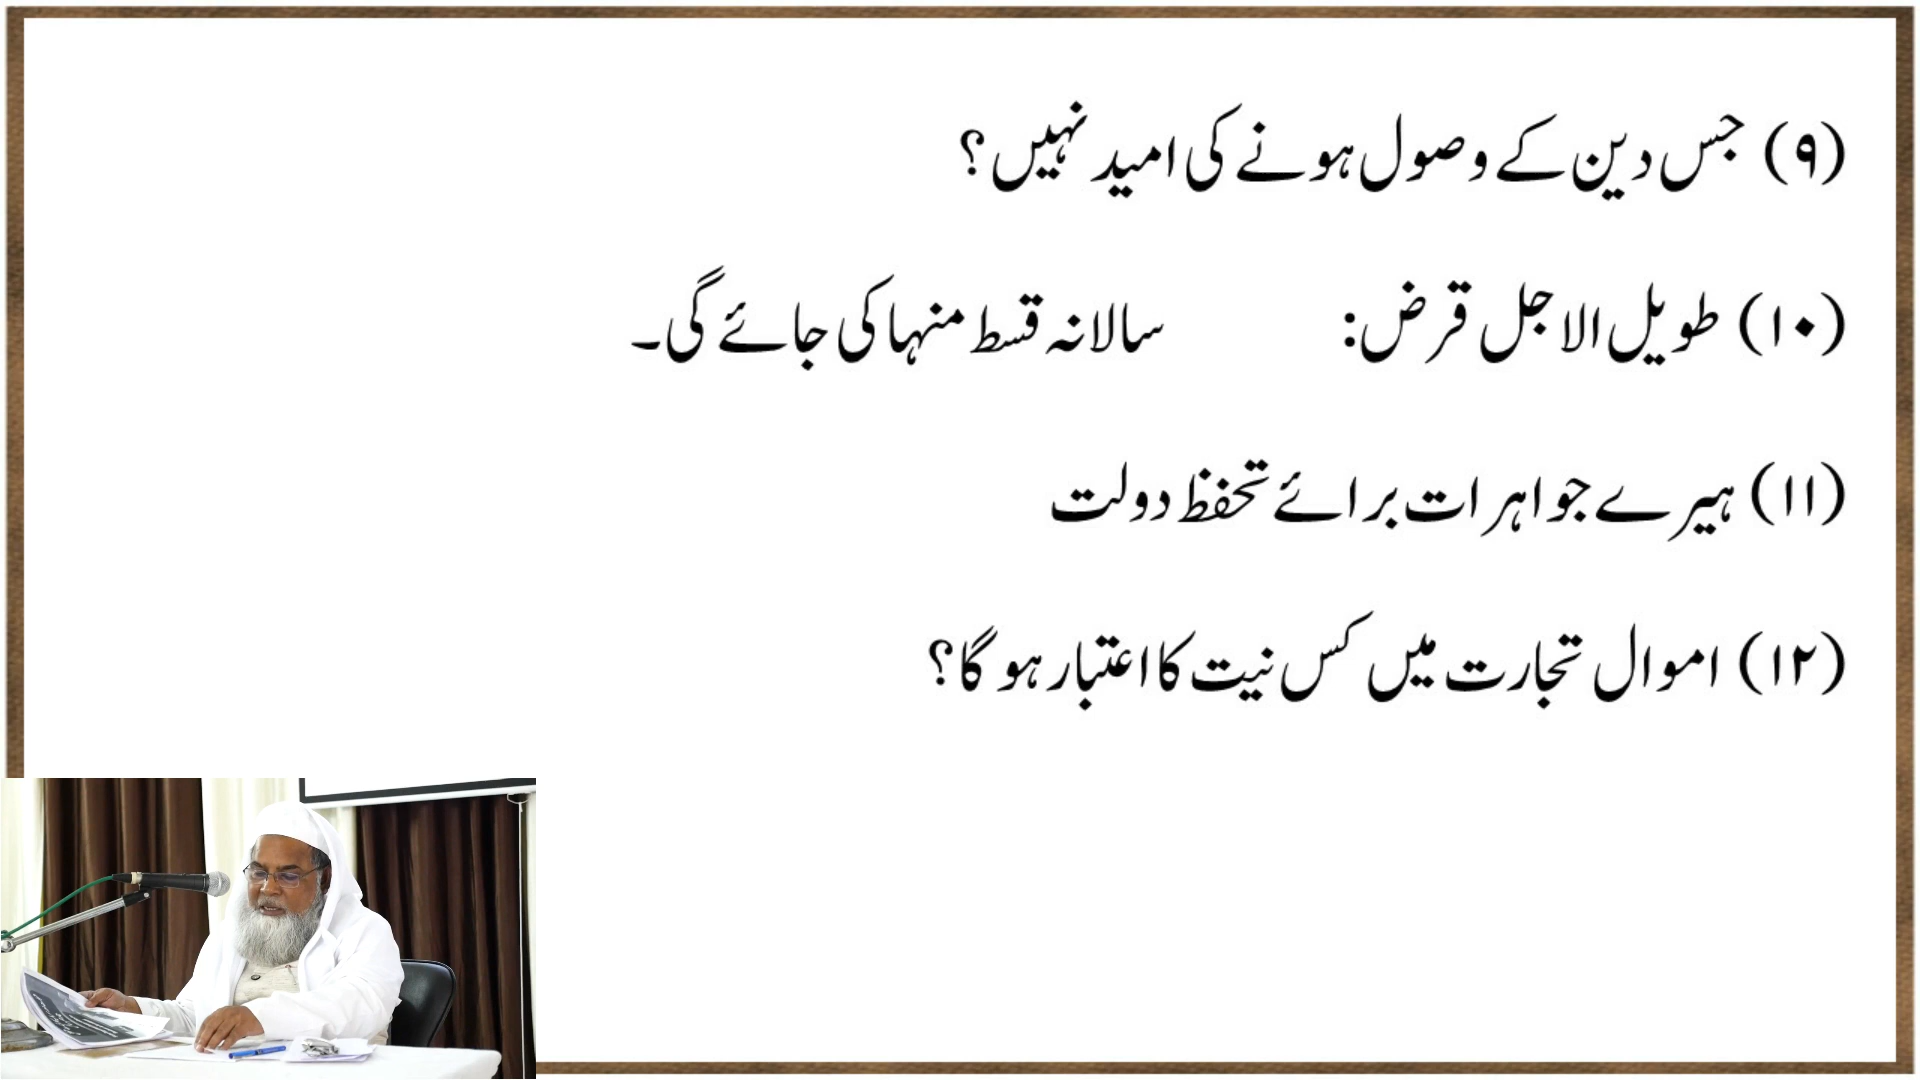 (۹) جس دین کے وصول ہونے کی امید نہیں؟
(۱۰) طویل الاجل قرض: سالانہ قسط منہا کی جائے گی۔
(۱۱) ہیرے جواہرات برائے تحفظ دولت
(۱۲) اموال تجارت میں کس نیت کا اعتبار ہو گا؟